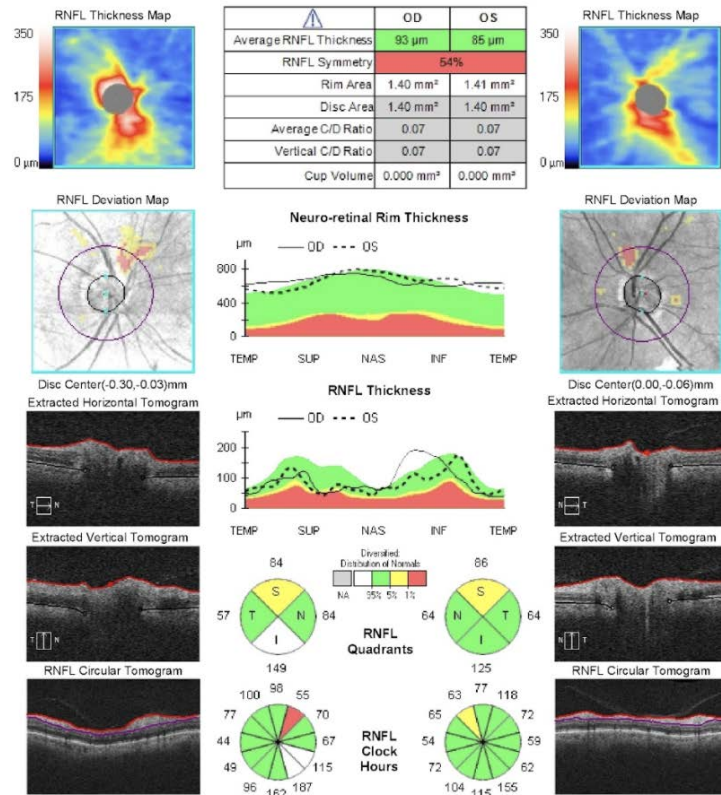 RNFL Thickness Map
350
175
0 µm
OD
OS
Average RNFL Thickness
93 µm
85 µm
RNFL Symmetry
54%
Rim Area
1.40 mm²
1.41 mm²
Disc Area
1.40 mm²
1.40 mm²
Average C/D Ratio
0.07
0.07
Vertical C/D Ratio
0.07
0.07
Cup Volume
0.000 mm³
0.000 mm³
RNFL Thickness Map
350
175
0 µm
RNFL Deviation Map
Disc Center(-0.30,-0.03)mm
Neuro-retinal Rim Thickness
µm
OD
OS
800
400
0
TEMP SUP NAS INF TEMP
RNFL Deviation Map
Disc Center(0.00,-0.06)mm
Extracted Horizontal Tomogram
T N
RNFL Thickness
µm
OD
OS
200
100
0
TEMP SUP NAS INF TEMP
Extracted Horizontal Tomogram
N T
Extracted Vertical Tomogram
T N
Diversified:
Distribution of Normals
NA 95% 5% 1%
84
57
S
T N
I
84
149
RNFL
Quadrants
86
64
S
N T
I
64
125
Extracted Vertical Tomogram
N T
RNFL Circular Tomogram
98
100
55
77
70
44
67
49
115
96
187
162
RNFL
Clock
Hours
77
63
118
65
72
54
59
72
62
104
155
115
RNFL Circular Tomogram